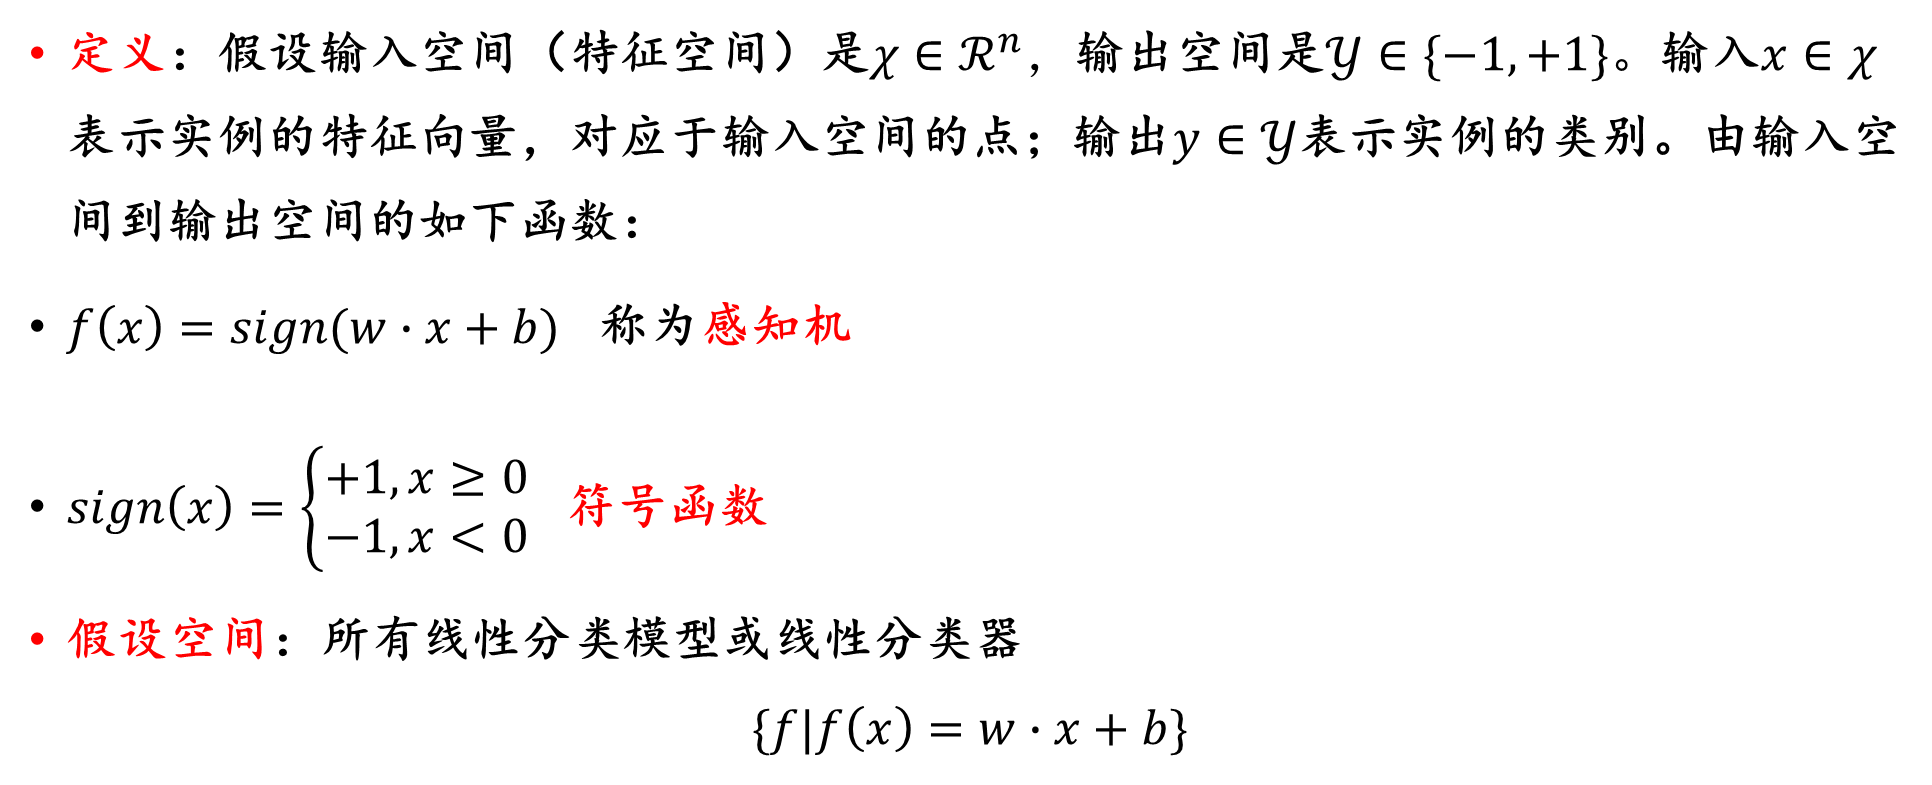 • 定义：假设输入空间（特征空间）是χ ∈ ℛⁿ，输出空间是𝒴 ∈ {−1, +1}。输入x ∈ χ
表示实例的特征向量，对应于输入空间的点；输出y ∈ 𝒴表示实例的类别。由输入空
间到输出空间的如下函数：
• f(x) = sign(w · x + b) 称为感知机
• sign(x) = { +1, x ≥ 0 符号函数
−1, x < 0
• 假设空间：所有线性分类模型或线性分类器
{f|f(x) = w · x + b}